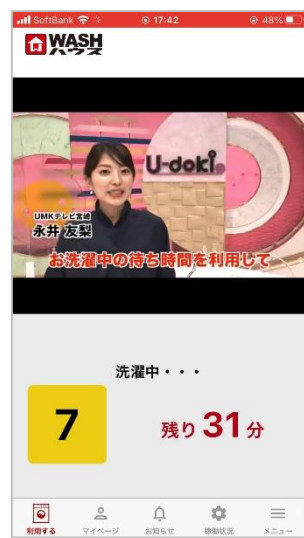 SoftBank 17:42 48%
WASH
ハウス
U-doki
UMKテレビ宮崎
永井 友梨
お洗濯中の待ち時間を利用して
洗濯中・・・
7
残り 31 分
利用する マイページ お知らせ 稼動状況 メニュー